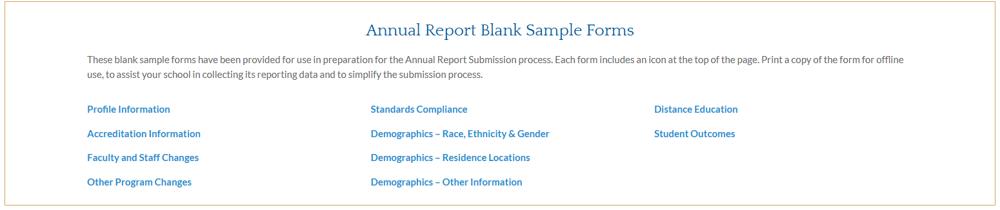 Annual Report Blank Sample Forms
These blank sample forms have been provided for use in preparation for the Annual Report Submission process. Each form includes an icon at the top of the page. Print a copy of the form for offline
use, to assist your school in collecting its reporting data and to simplify the submission process.
Profile Information
Accreditation Information
Faculty and Staff Changes
Other Program Changes
Standards Compliance
Demographics – Race, Ethnicity & Gender
Demographics – Residence Locations
Demographics – Other Information
Distance Education
Student Outcomes